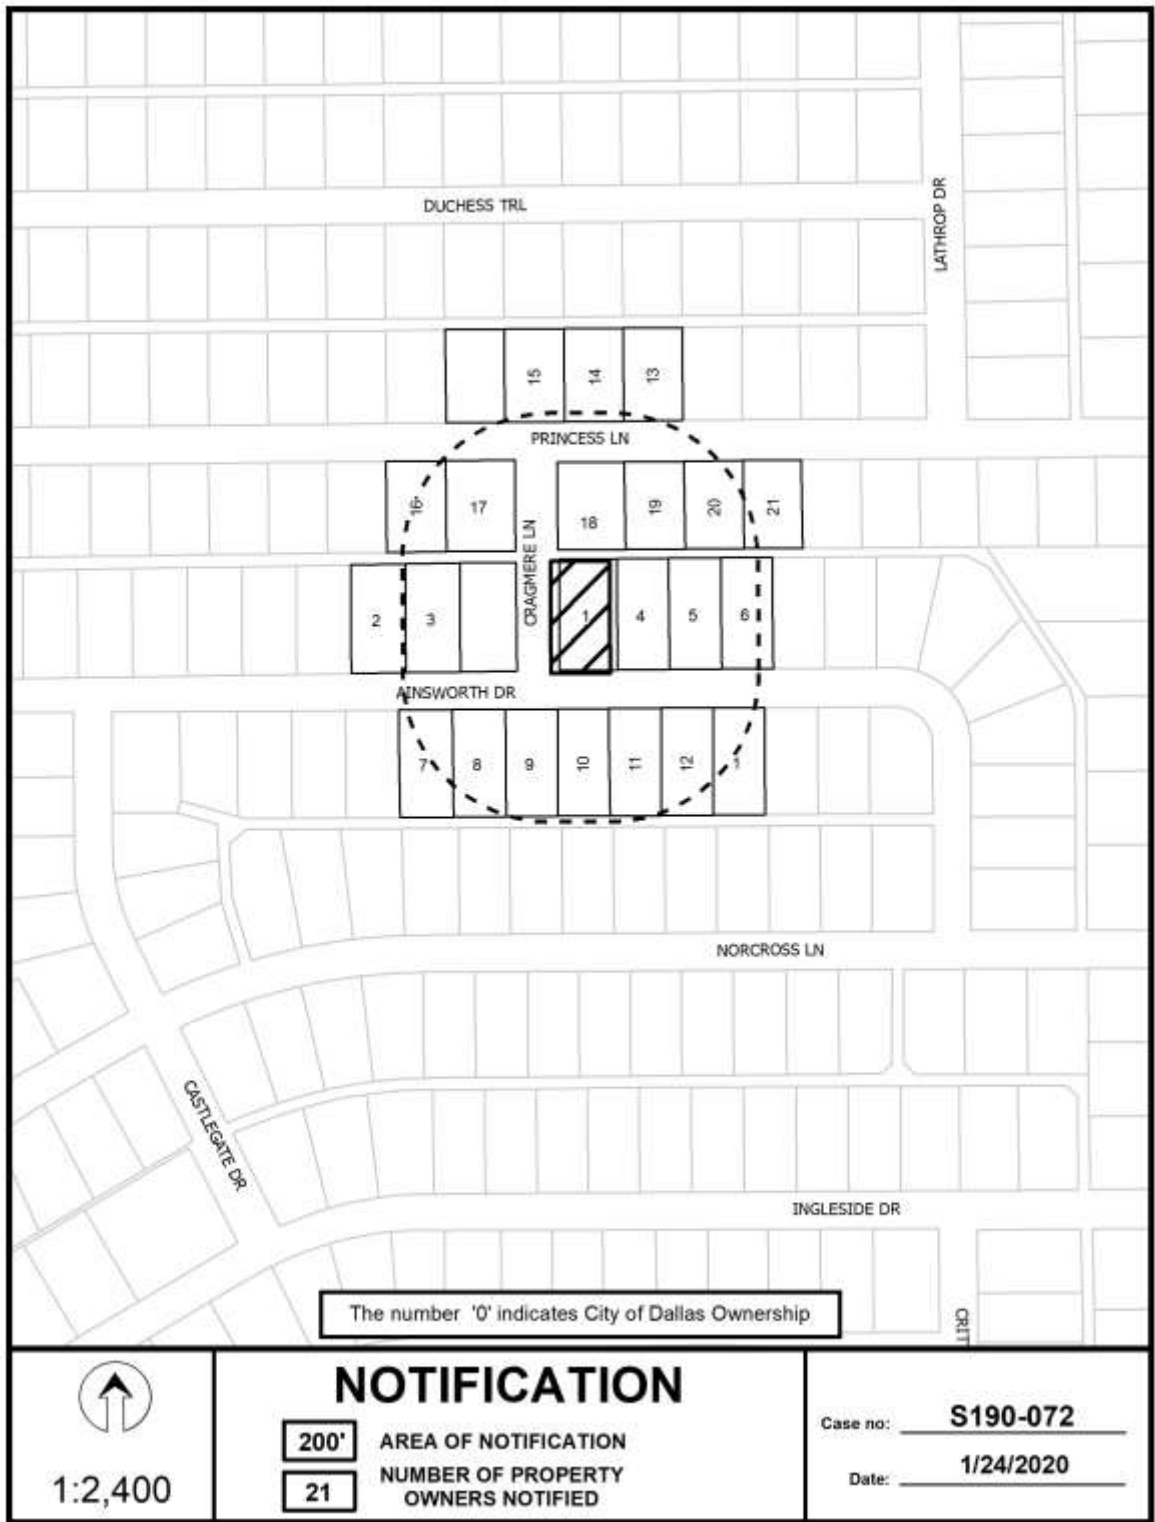 DUCHESS TRL
LATHROP DR
15
14
13
PRINCESS LN
16
17
18
19
20
21
CRAGMERE LN
2
3
1
4
5
6
AINSWORTH DR
7
8
9
10
11
12
1
NORCROSS LN
CASTLEGATE DR
INGLESIDE DR
The number '0' indicates City of Dallas Ownership
CRIT
1:2,400
NOTIFICATION
200' AREA OF NOTIFICATION
21 NUMBER OF PROPERTY
OWNERS NOTIFIED
Case no: S190-072
Date: 1/24/2020